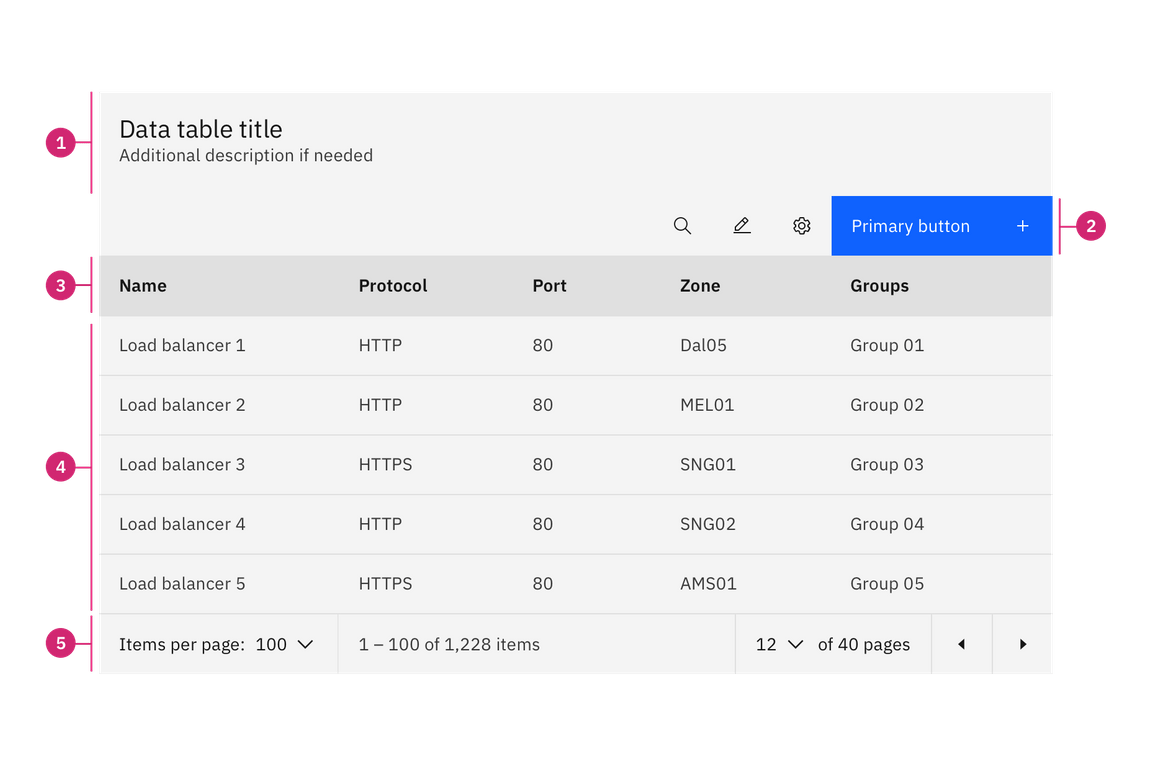 1
Data table title
Additional description if needed
Primary button +
2
3
Name Protocol Port Zone Groups
Load balancer 1 HTTP 80 Dal05 Group 01
Load balancer 2 HTTP 80 MEL01 Group 02
4
Load balancer 3 HTTPS 80 SNG01 Group 03
Load balancer 4 HTTP 80 SNG02 Group 04
Load balancer 5 HTTPS 80 AMS01 Group 05
5
Items per page: 100 1 – 100 of 1,228 items 12 of 40 pages